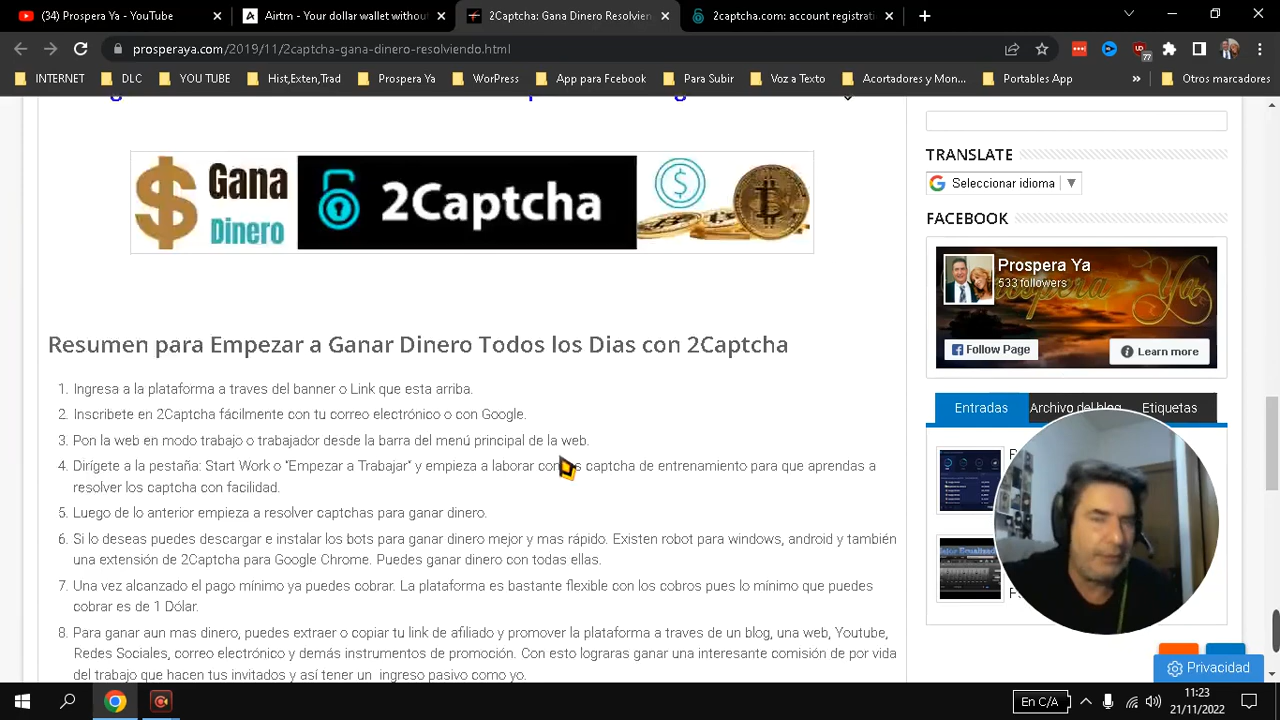 (34) Prospera Ya - YouTube
Airtm - Your dollar wallet withou
2Captcha: Gana Dinero Resolvien
2captcha.com: account registrati
prosperaya.com/2019/11/2captcha-gana-dinero-resolviendo.html
77
INTERNET
DLC
YOU TUBE
Hist,Exten,Trad
Prospera Ya
WorPress
App para Fcebook
Para Subir
Voz a Texto
Acortadores y Mon...
Portables App
»
Otros marcadores
Gana
Dinero
2Captcha
Resumen para Empezar a Ganar Dinero Todos los Dias con 2Captcha
1. Ingresa a la plataforma a traves del banner o Link que esta arriba.
2. Inscribete en 2Captcha fácilmente con tu correo electrónico o con Google.
3. Pon la web en modo trabajo o trabajador desde la barra del menú principal de la web.
4. Dirígete a la pestaña: Start Work o "Empezar a Trabajar" y empieza a laborar con captcha de entrenamiento para que aprendas a
resolver los captcha con facilidad.
5. Luego de lo anterior empieza a resolver captchas para ganar dinero.
6. Si lo deseas puedes descargar e instalar los bots para ganar dinero mejor y mas rápido. Existen robot para windows, android y también
una extensión de 2Captcha para Google Chrome. Puedes ganar dinero con todas ellas.
7. Una vez alcanzado el pago mínimo ya puedes cobrar. La plataforma es bastante flexible con los cobros pues lo mínimo que puedes
cobrar es de 1 Dólar.
8. Para ganar aun mas dinero, puedes extraer o copiar tu link de afiliado y promover la plataforma a traves de un blog, una web, Youtube,
Redes Sociales, correo electrónico y demás instrumentos de promoción. Con esto lograras ganar una interesante comisión de por vida
del trabajo que hacen tus invitados y así tener un ingreso pasivo como yo.
TRANSLATE
Seleccionar idioma
FACEBOOK
Prospera Ya
533 followers
Follow Page
Learn more
Entradas
Archivo del blog
Etiquetas
Privacidad
En C/A
11:23
21/11/2022